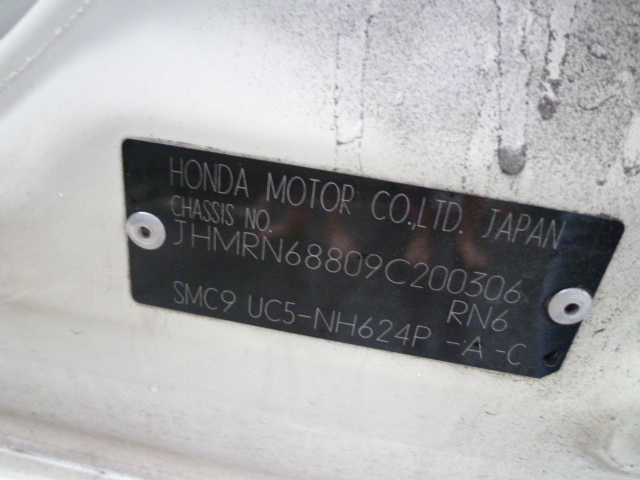 HONDA MOTOR CO.,LTD. JAPAN
CHASSIS NO.
JHMRN68809C200306
RN6
SMC9 UC5-NH624P -A -C